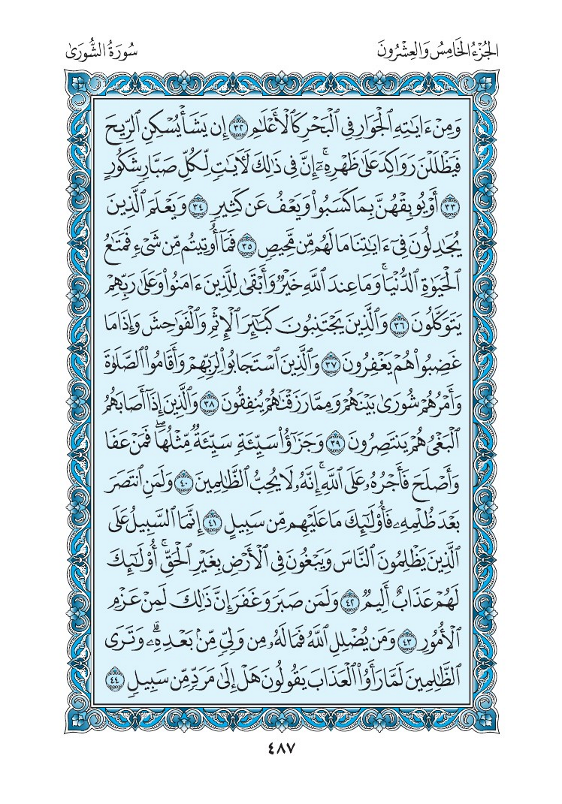 الجُزْءُ الخَامِسُ وَالعِشْرُونَ
سُورَةُ الشُّورَىٰ
وَمِنْ ءَايَٰتِهِ ٱلْجَوَارِ فِى ٱلْبَحْرِ كَٱلْأَعْلَٰمِ ٣٢ إِن يَشَأْ يُسْكِنِ ٱلرِّيحَ
فَيَظْلَلْنَ رَوَاكِدَ عَلَىٰ ظَهْرِهِۦٓ ۚ إِنَّ فِى ذَٰلِكَ لَءَايَٰتٍ لِّكُلِّ صَبَّارٍ شَكُورٍ
٣٣ أَوْ يُوبِقْهُنَّ بِمَا كَسَبُوا۟ وَيَعْفُ عَن كَثِيرٍ ٣٤ وَيَعْلَمَ ٱلَّذِينَ
يُجَٰدِلُونَ فِىٓ ءَايَٰتِنَا مَا لَهُم مِّن مَّحِيصٍ ٣٥ فَمَآ أُوتِيتُم مِّن شَىْءٍ فَمَتَٰعُ
ٱلْحَيَوٰةِ ٱلدُّنْيَا ۖ وَمَا عِندَ ٱللَّهِ خَيْرٌ وَأَبْقَىٰ لِلَّذِينَ ءَامَنُوا۟ وَعَلَىٰ رَبِّهِمْ
يَتَوَكَّلُونَ ٣٦ وَٱلَّذِينَ يَجْتَنِبُونَ كَبَٰٓئِرَ ٱلْإِثْمِ وَٱلْفَوَٰحِشَ وَإِذَا مَا
غَضِبُوا۟ هُمْ يَغْفِرُونَ ٣٧ وَٱلَّذِينَ ٱسْتَجَابُوا۟ لِرَبِّهِمْ وَأَقَامُوا۟ ٱلصَّلَوٰةَ
وَأَمْرُهُمْ شُورَىٰ بَيْنَهُمْ وَمِمَّا رَزَقْنَٰهُمْ يُنفِقُونَ ٣٨ وَٱلَّذِينَ إِذَآ أَصَابَهُمُ
ٱلْبَغْىُ هُمْ يَنتَصِرُونَ ٣٩ وَجَزَٰٓؤُا۟ سَيِّئَةٍ سَيِّئَةٌ مِّثْلُهَا ۖ فَمَنْ عَفَا
وَأَصْلَحَ فَأَجْرُهُۥ عَلَى ٱللَّهِ ۚ إِنَّهُۥ لَا يُحِبُّ ٱلظَّٰلِمِينَ ٤٠ وَلَمَنِ ٱنتَصَرَ
بَعْدَ ظُلْمِهِۦ فَأُو۟لَٰٓئِكَ مَا عَلَيْهِم مِّن سَبِيلٍ ٤١ إِنَّمَا ٱلسَّبِيلُ عَلَى
ٱلَّذِينَ يَظْلِمُونَ ٱلنَّاسَ وَيَبْغُونَ فِى ٱلْأَرْضِ بِغَيْرِ ٱلْحَقِّ ۚ أُو۟لَٰٓئِكَ
لَهُمْ عَذَابٌ أَلِيمٌ ٤٢ وَلَمَن صَبَرَ وَغَفَرَ إِنَّ ذَٰلِكَ لَمِنْ عَزْمِ
ٱلْأُمُورِ ٤٣ وَمَن يُضْلِلِ ٱللَّهُ فَمَا لَهُۥ مِن وَلِىٍّ مِّنۢ بَعْدِهِۦ ۗ وَتَرَى
ٱلظَّٰلِمِينَ لَمَّا رَأَوُا۟ ٱلْعَذَابَ يَقُولُونَ هَلْ إِلَىٰ مَرَدٍّ مِّن سَبِيلٍ ٤٤
٤٨٧